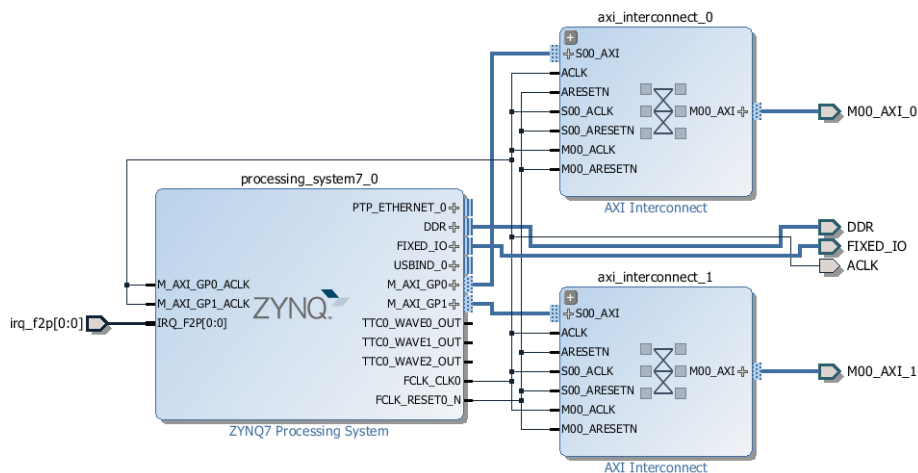 axi_interconnect_0
S00_AXI
ACLK
ARESETN
S00_ACLK
M00_AXI
S00_ARESETN
M00_ACLK
M00_ARESETN
AXI Interconnect
M00_AXI_0
processing_system7_0
PTP_ETHERNET_0
DDR
FIXED_IO
USBIND_0
M_AXI_GP0_ACLK
M_AXI_GP0
M_AXI_GP1_ACLK
M_AXI_GP1
irq_f2p[0:0]
IRQ_F2P[0:0]
ZYNQ
TTC0_WAVE0_OUT
TTC0_WAVE1_OUT
TTC0_WAVE2_OUT
FCLK_CLK0
FCLK_RESET0_N
ZYNQ7 Processing System
DDR
FIXED_IO
ACLK
axi_interconnect_1
S00_AXI
ACLK
ARESETN
S00_ACLK
M00_AXI
S00_ARESETN
M00_ACLK
M00_ARESETN
AXI Interconnect
M00_AXI_1